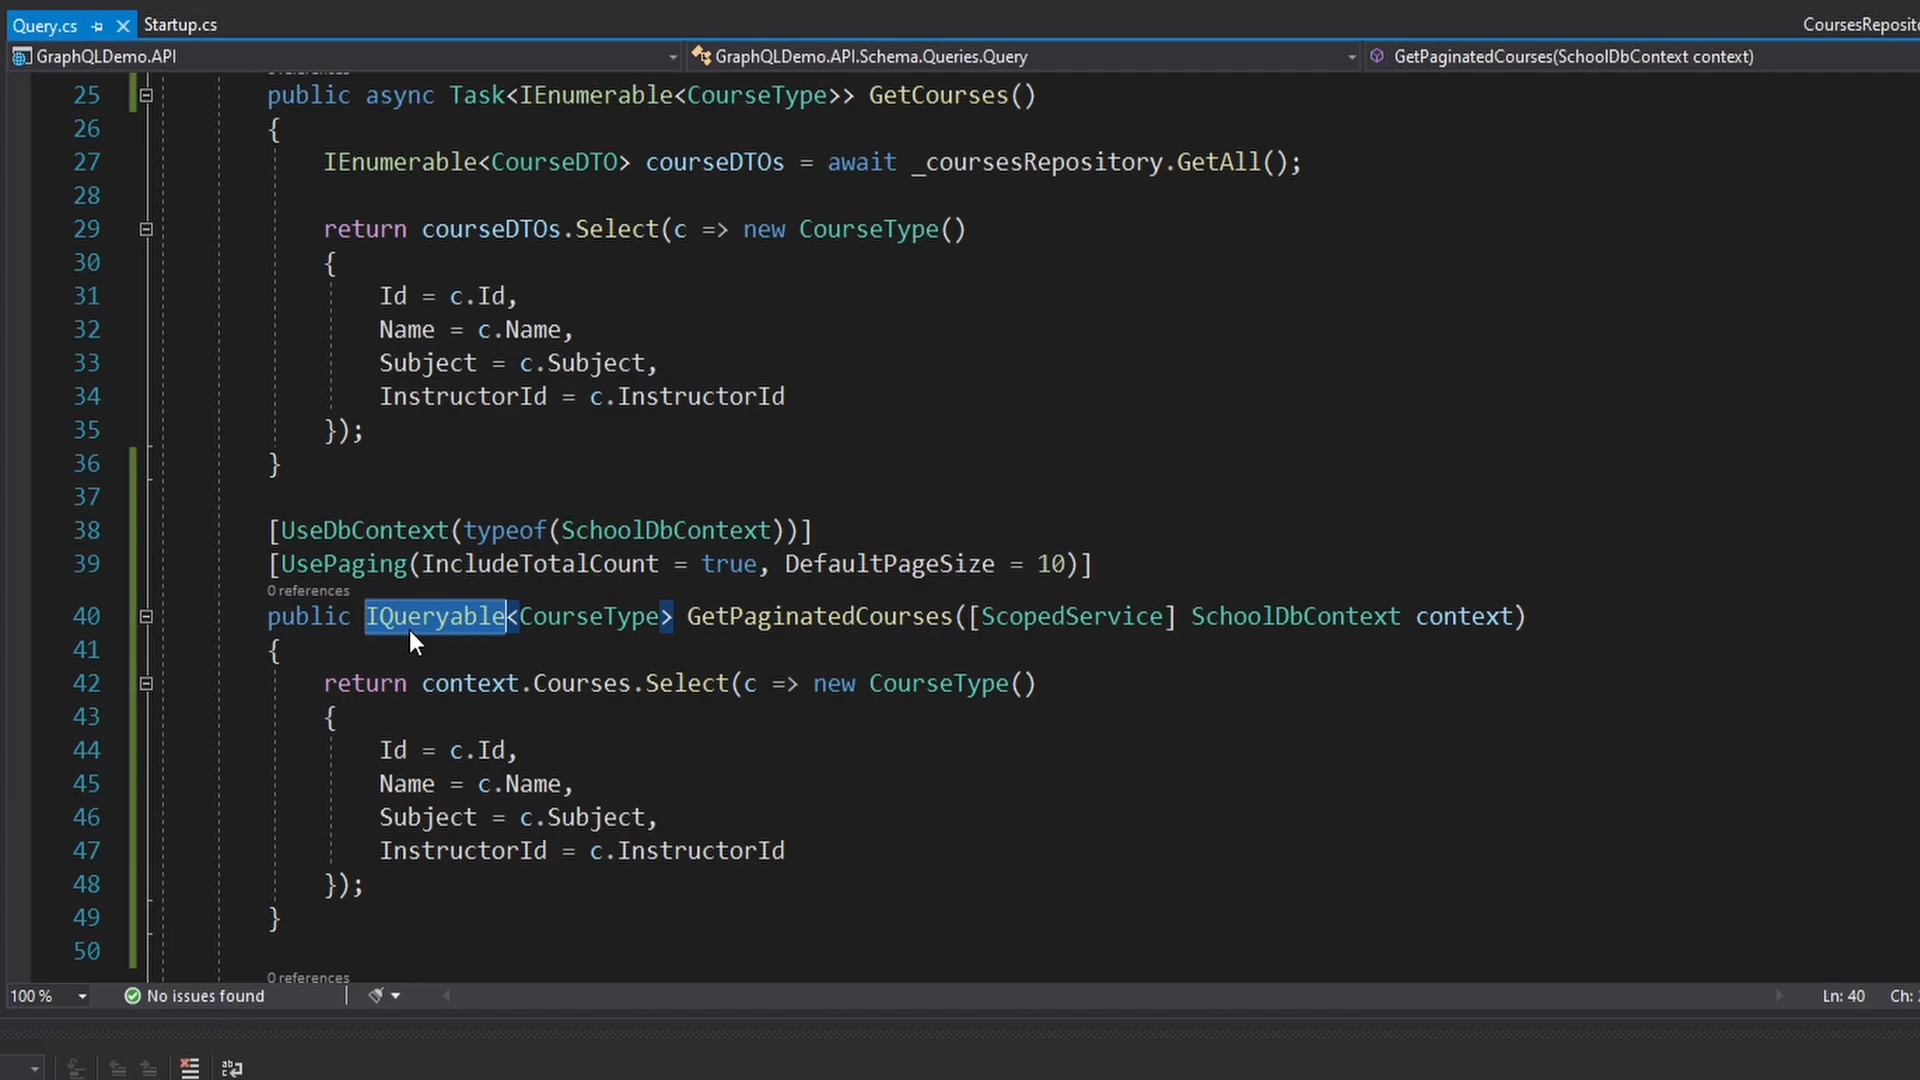 Query.cs
Startup.cs
GraphQLDemo.API
GraphQLDemo.API.Schema.Queries.Query
GetPaginatedCourses(SchoolDbContext context)
25 public async Task<IEnumerable<CourseType>> GetCourses()
26 {
27 IEnumerable<CourseDTO> courseDTOs = await _coursesRepository.GetAll();
28
29 return courseDTOs.Select(c => new CourseType()
30 {
31 Id = c.Id,
32 Name = c.Name,
33 Subject = c.Subject,
34 InstructorId = c.InstructorId
35 });
36 }
37
38 [UseDbContext(typeof(SchoolDbContext))]
39 [UsePaging(IncludeTotalCount = true, DefaultPageSize = 10)]
0 references
40 public IQueryable<CourseType> GetPaginatedCourses([ScopedService] SchoolDbContext context)
41 {
42 return context.Courses.Select(c => new CourseType()
43 {
44 Id = c.Id,
45 Name = c.Name,
46 Subject = c.Subject,
47 InstructorId = c.InstructorId
48 });
49 }
50
0 references
100 %
No issues found
Ln: 40
Ch: